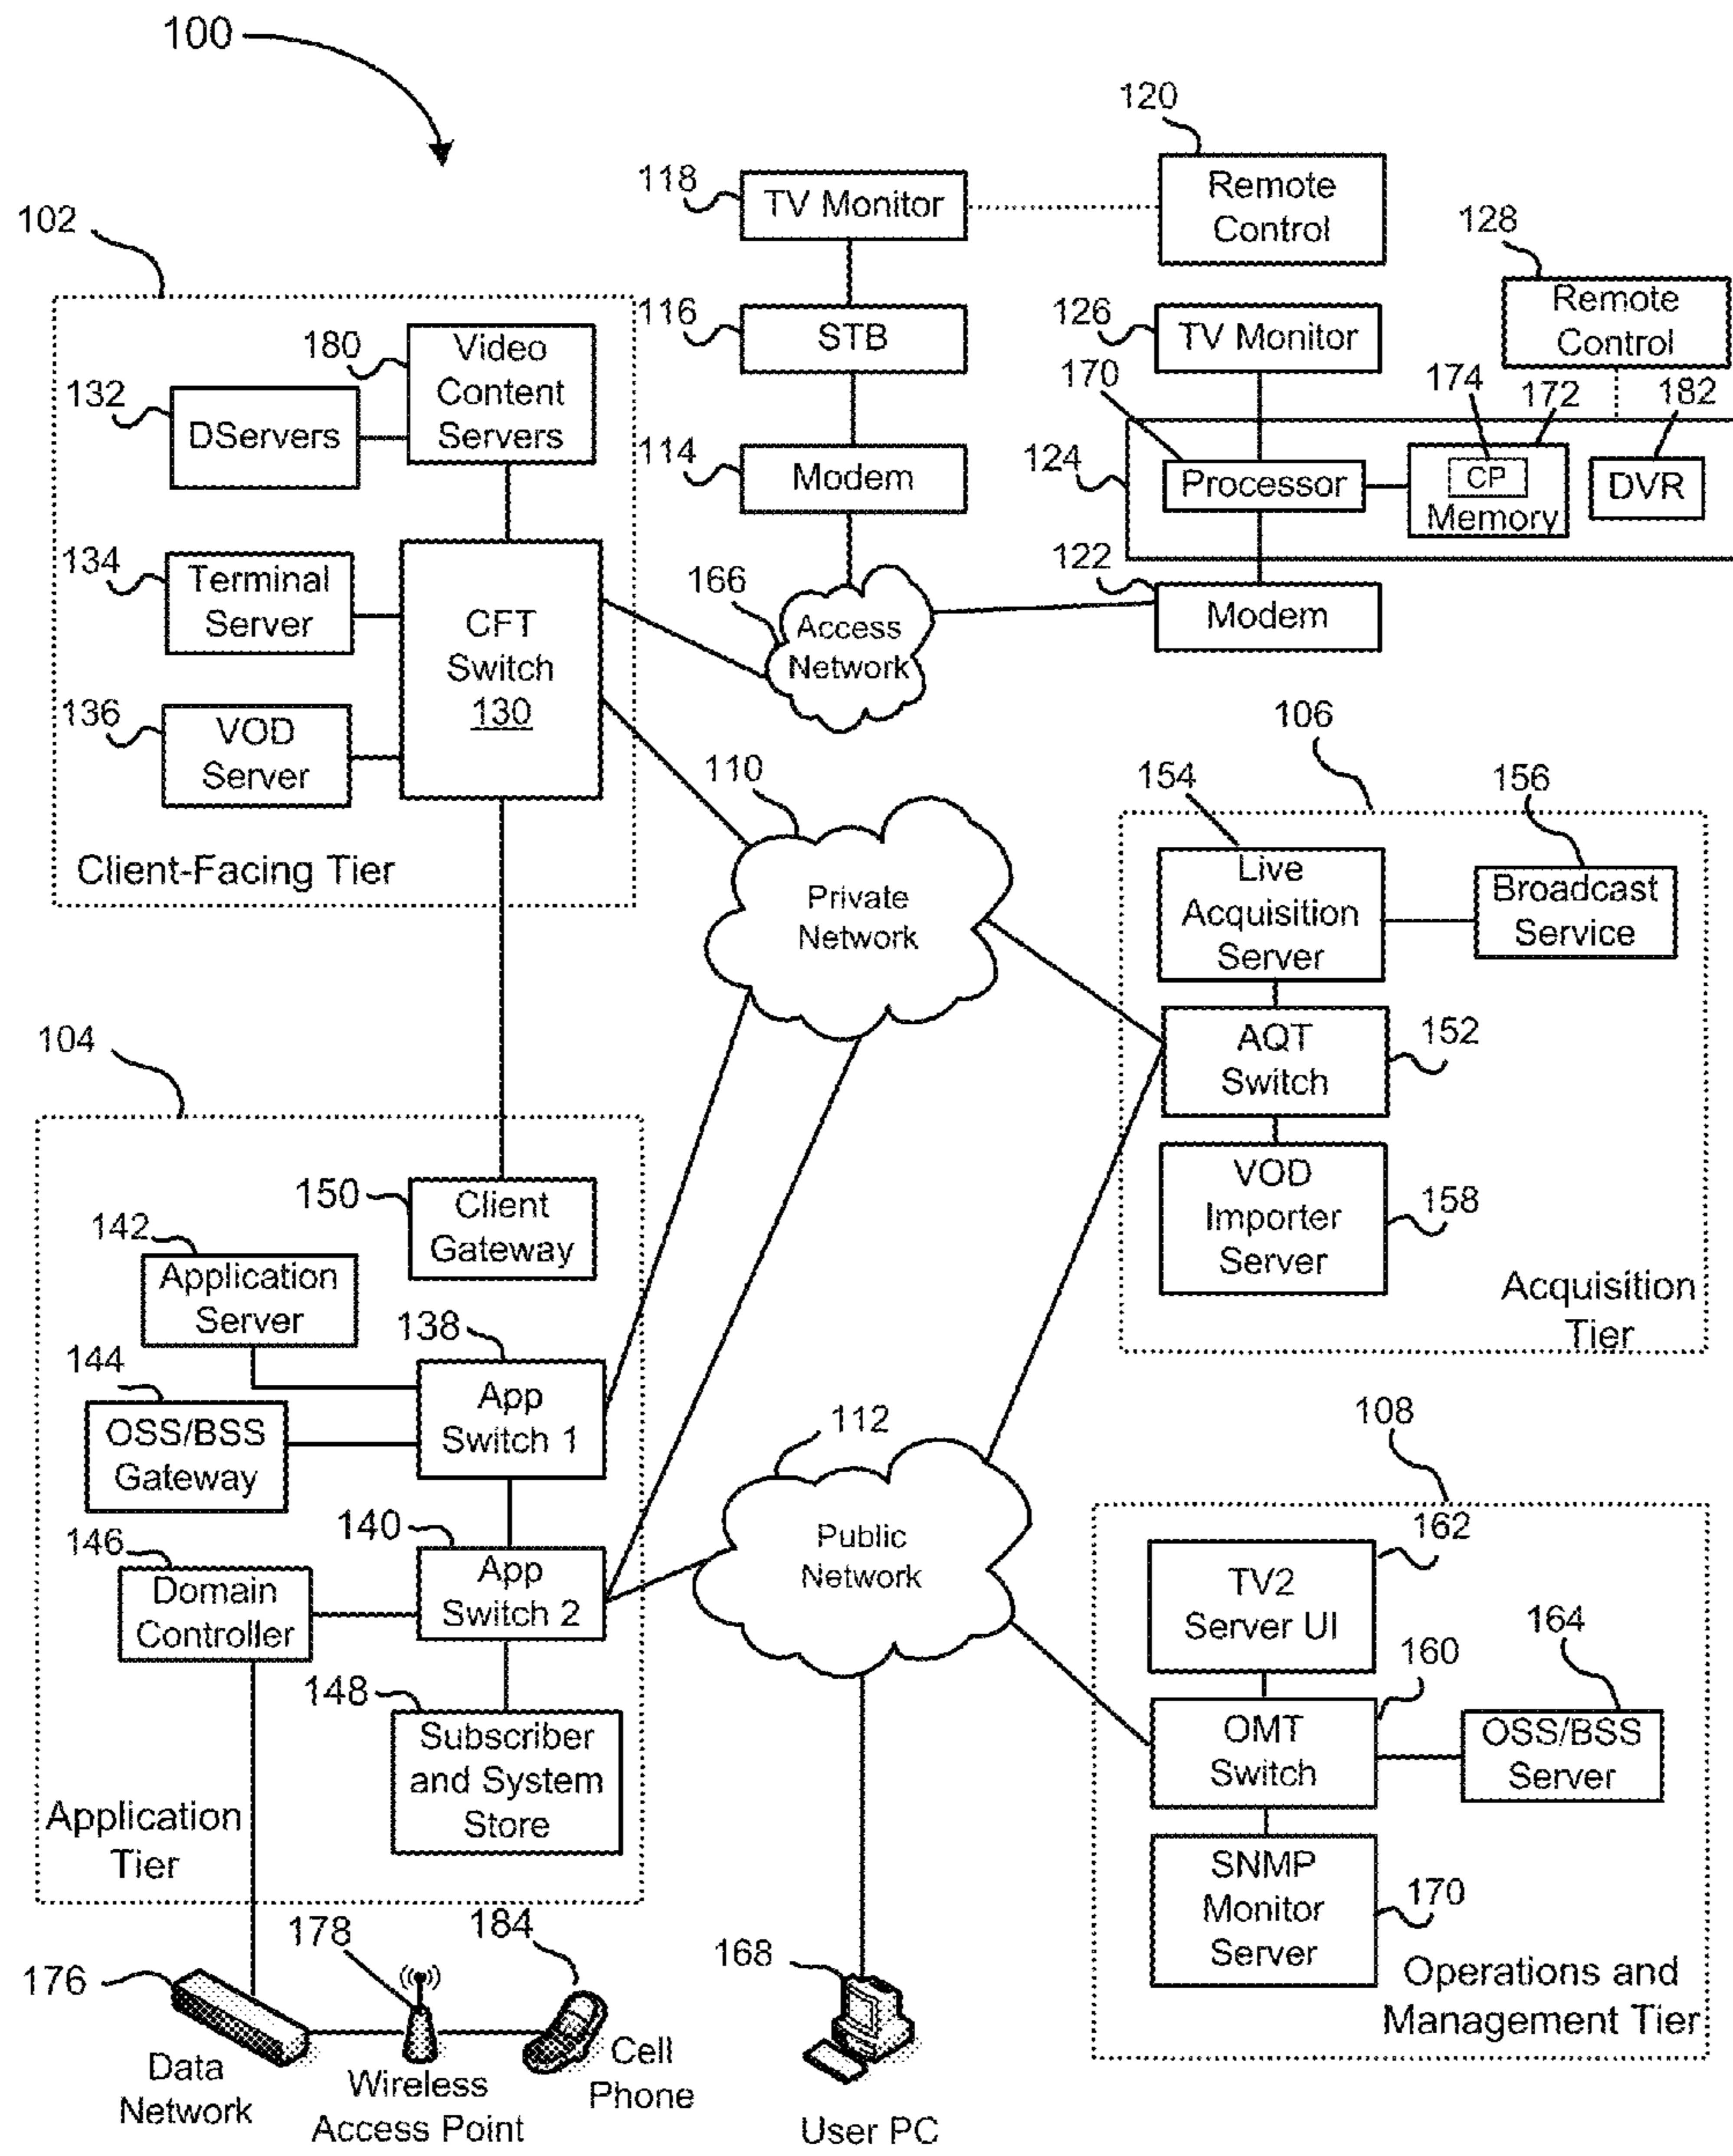 100
120
118
TV Monitor
Remote
Control
102
128
Remote
Control
116
STB
126
TV Monitor
180
Video
Content
Servers
170
174
172
182
132
DServers
114
Modem
124
Processor
CP
Memory
DVR
134
Terminal
Server
CFT
Switch
130
166
Access
Network
122
Modem
136
VOD
Server
Client-Facing Tier
110
Private
Network
106
154
156
Live
Acquisition
Server
Broadcast
Service
104
AQT
Switch
152
VOD
Importer
Server
158
Acquisition
Tier
150
Client
Gateway
142
Application
Server
138
App
Switch 1
144
OSS/BSS
Gateway
112
Public
Network
108
140
App
Switch 2
146
Domain
Controller
162
TV2
Server UI
148
Subscriber
and System
Store
Application
Tier
160
OMT
Switch
164
OSS/BSS
Server
SNMP
Monitor
Server
170
Operations and
Management Tier
176
178
184
168
Data
Network
Wireless
Access Point
Cell
Phone
User PC